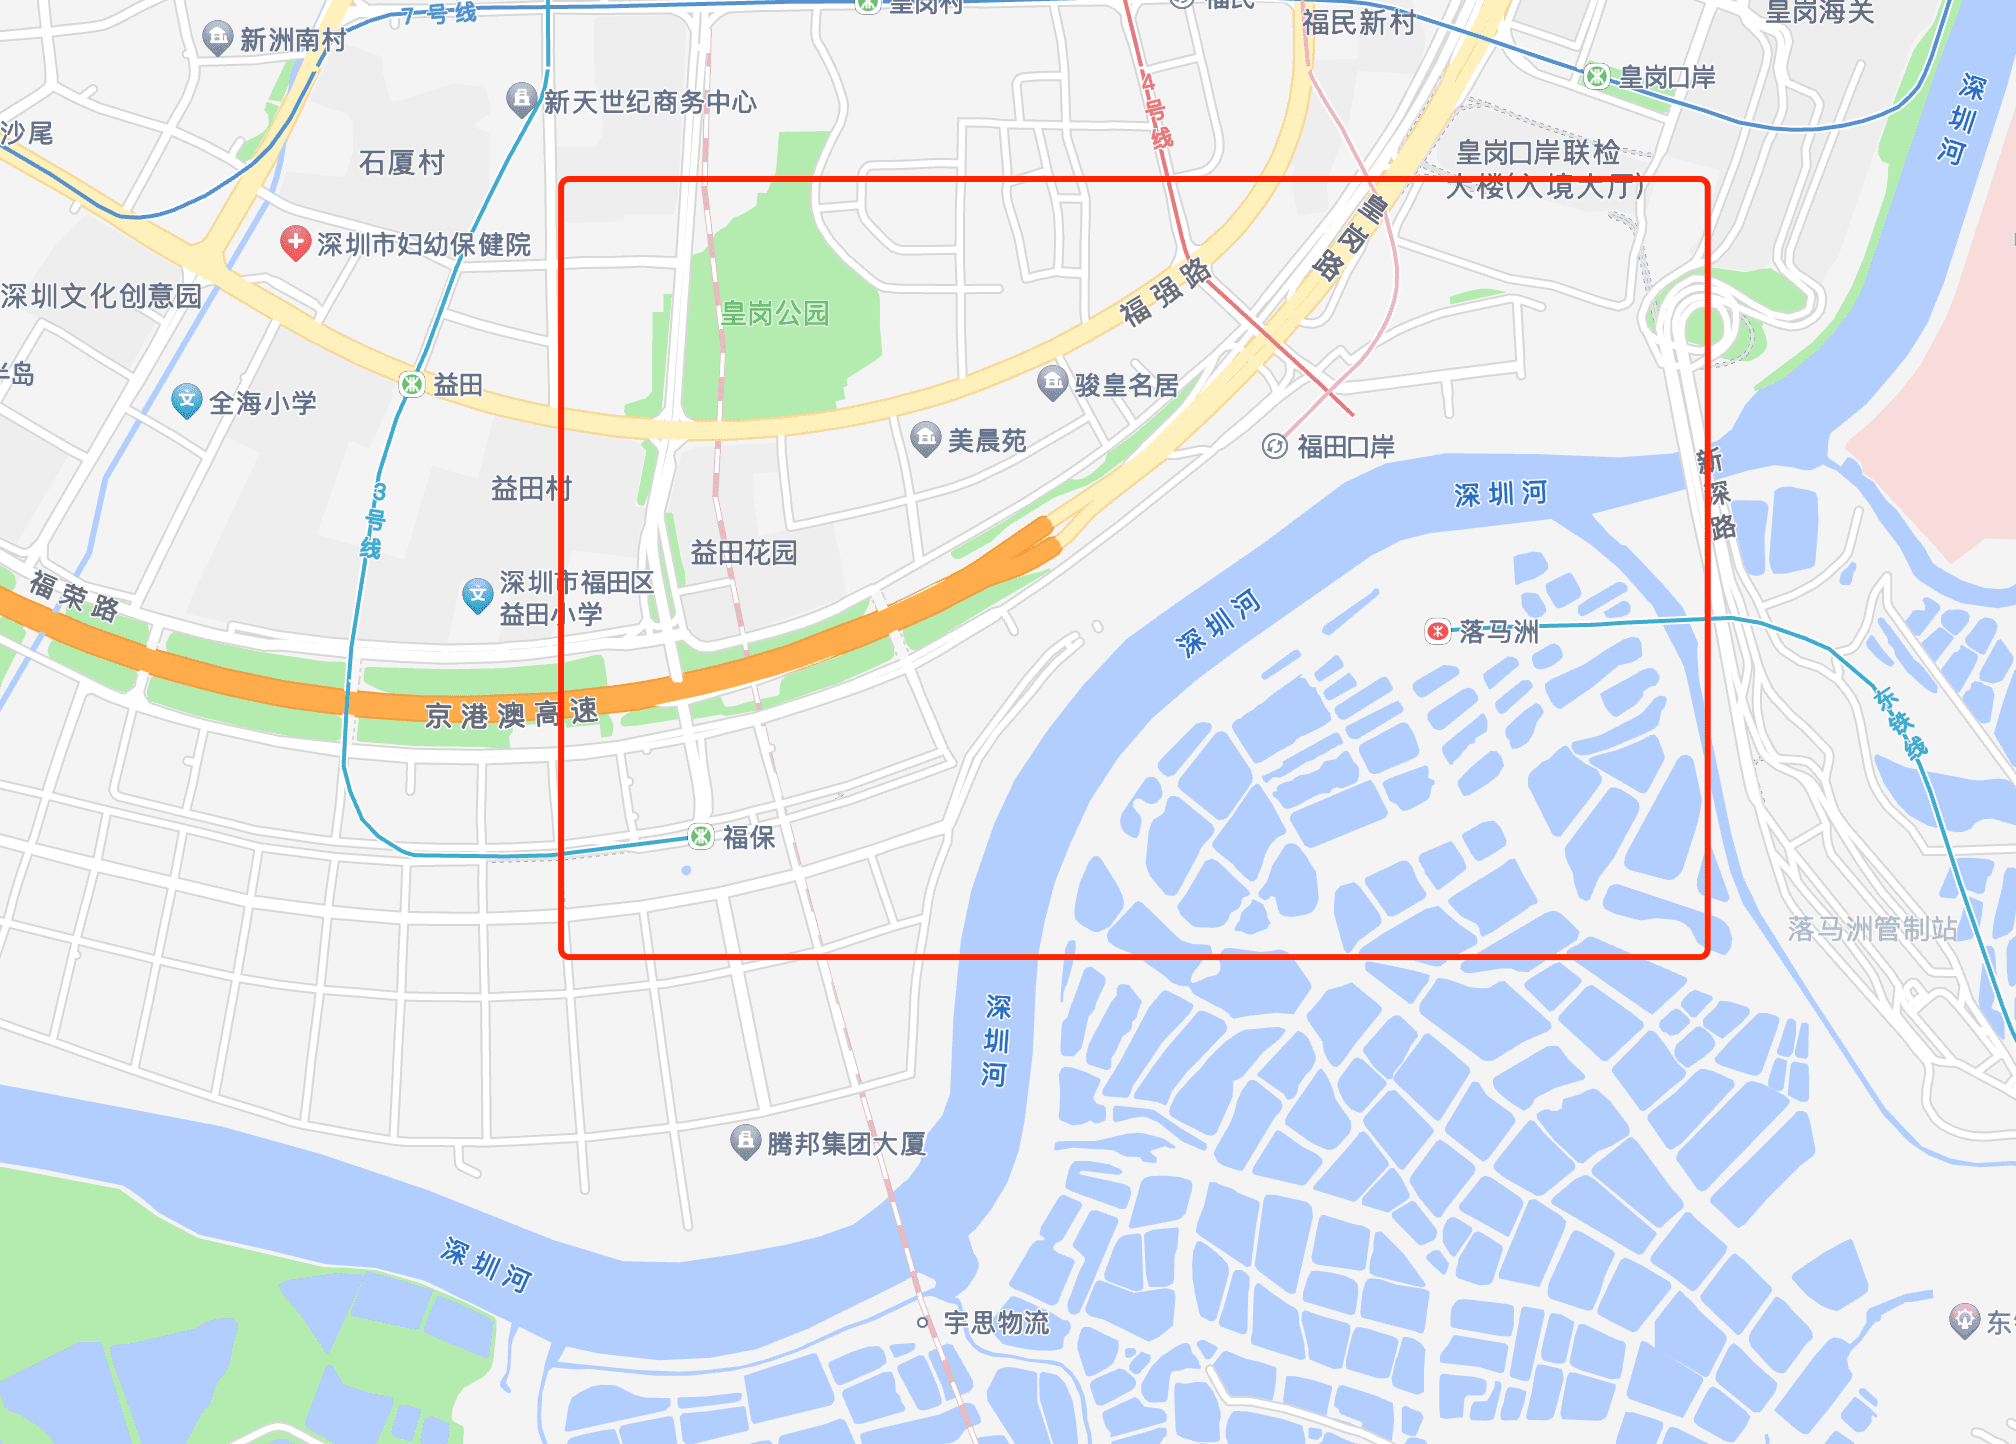 7号线
皇岗村
福民
福民新村
皇岗海关
新洲南村
皇岗口岸
深圳河
新天世纪商务中心
4号线
沙尾
石厦村
皇岗口岸联检
大楼(入境大厅)
深圳市妇幼保健院
皇岗路
深圳文化创意园
福强路
皇岗公园
半岛
益田
骏皇名居
全海小学
美晨苑
福田口岸
新深路
益田村
深圳河
3号线
益田花园
福荣路
深圳市福田区
益田小学
深圳河
落马洲
京港澳高速
东铁线
福保
落马洲管制站
深圳河
腾邦集团大厦
深圳河
宇思物流
东